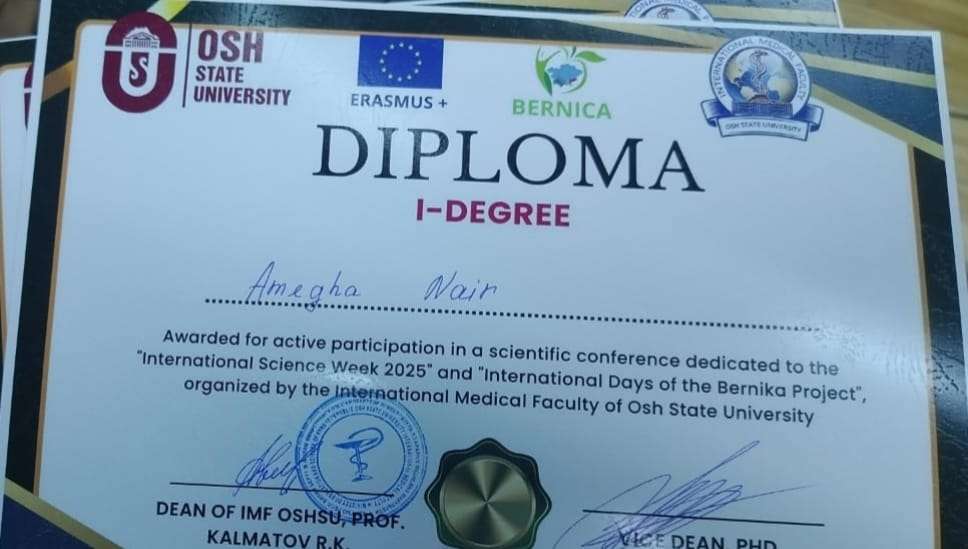 OSH
STATE
UNIVERSITY
ERASMUS +
BERNICA
INTERNATIONAL MEDICAL FACULTY
OSH STATE UNIVERSITY
DIPLOMA
I-DEGREE
Amegha Nair
Awarded for active participation in a scientific conference dedicated to the
"International Science Week 2025" and "International Days of the Bernika Project",
organized by the International Medical Faculty of Osh State University
DEAN OF IMF OSHSU, PROF.
KALMATOV R.K.
VICE DEAN, PHD